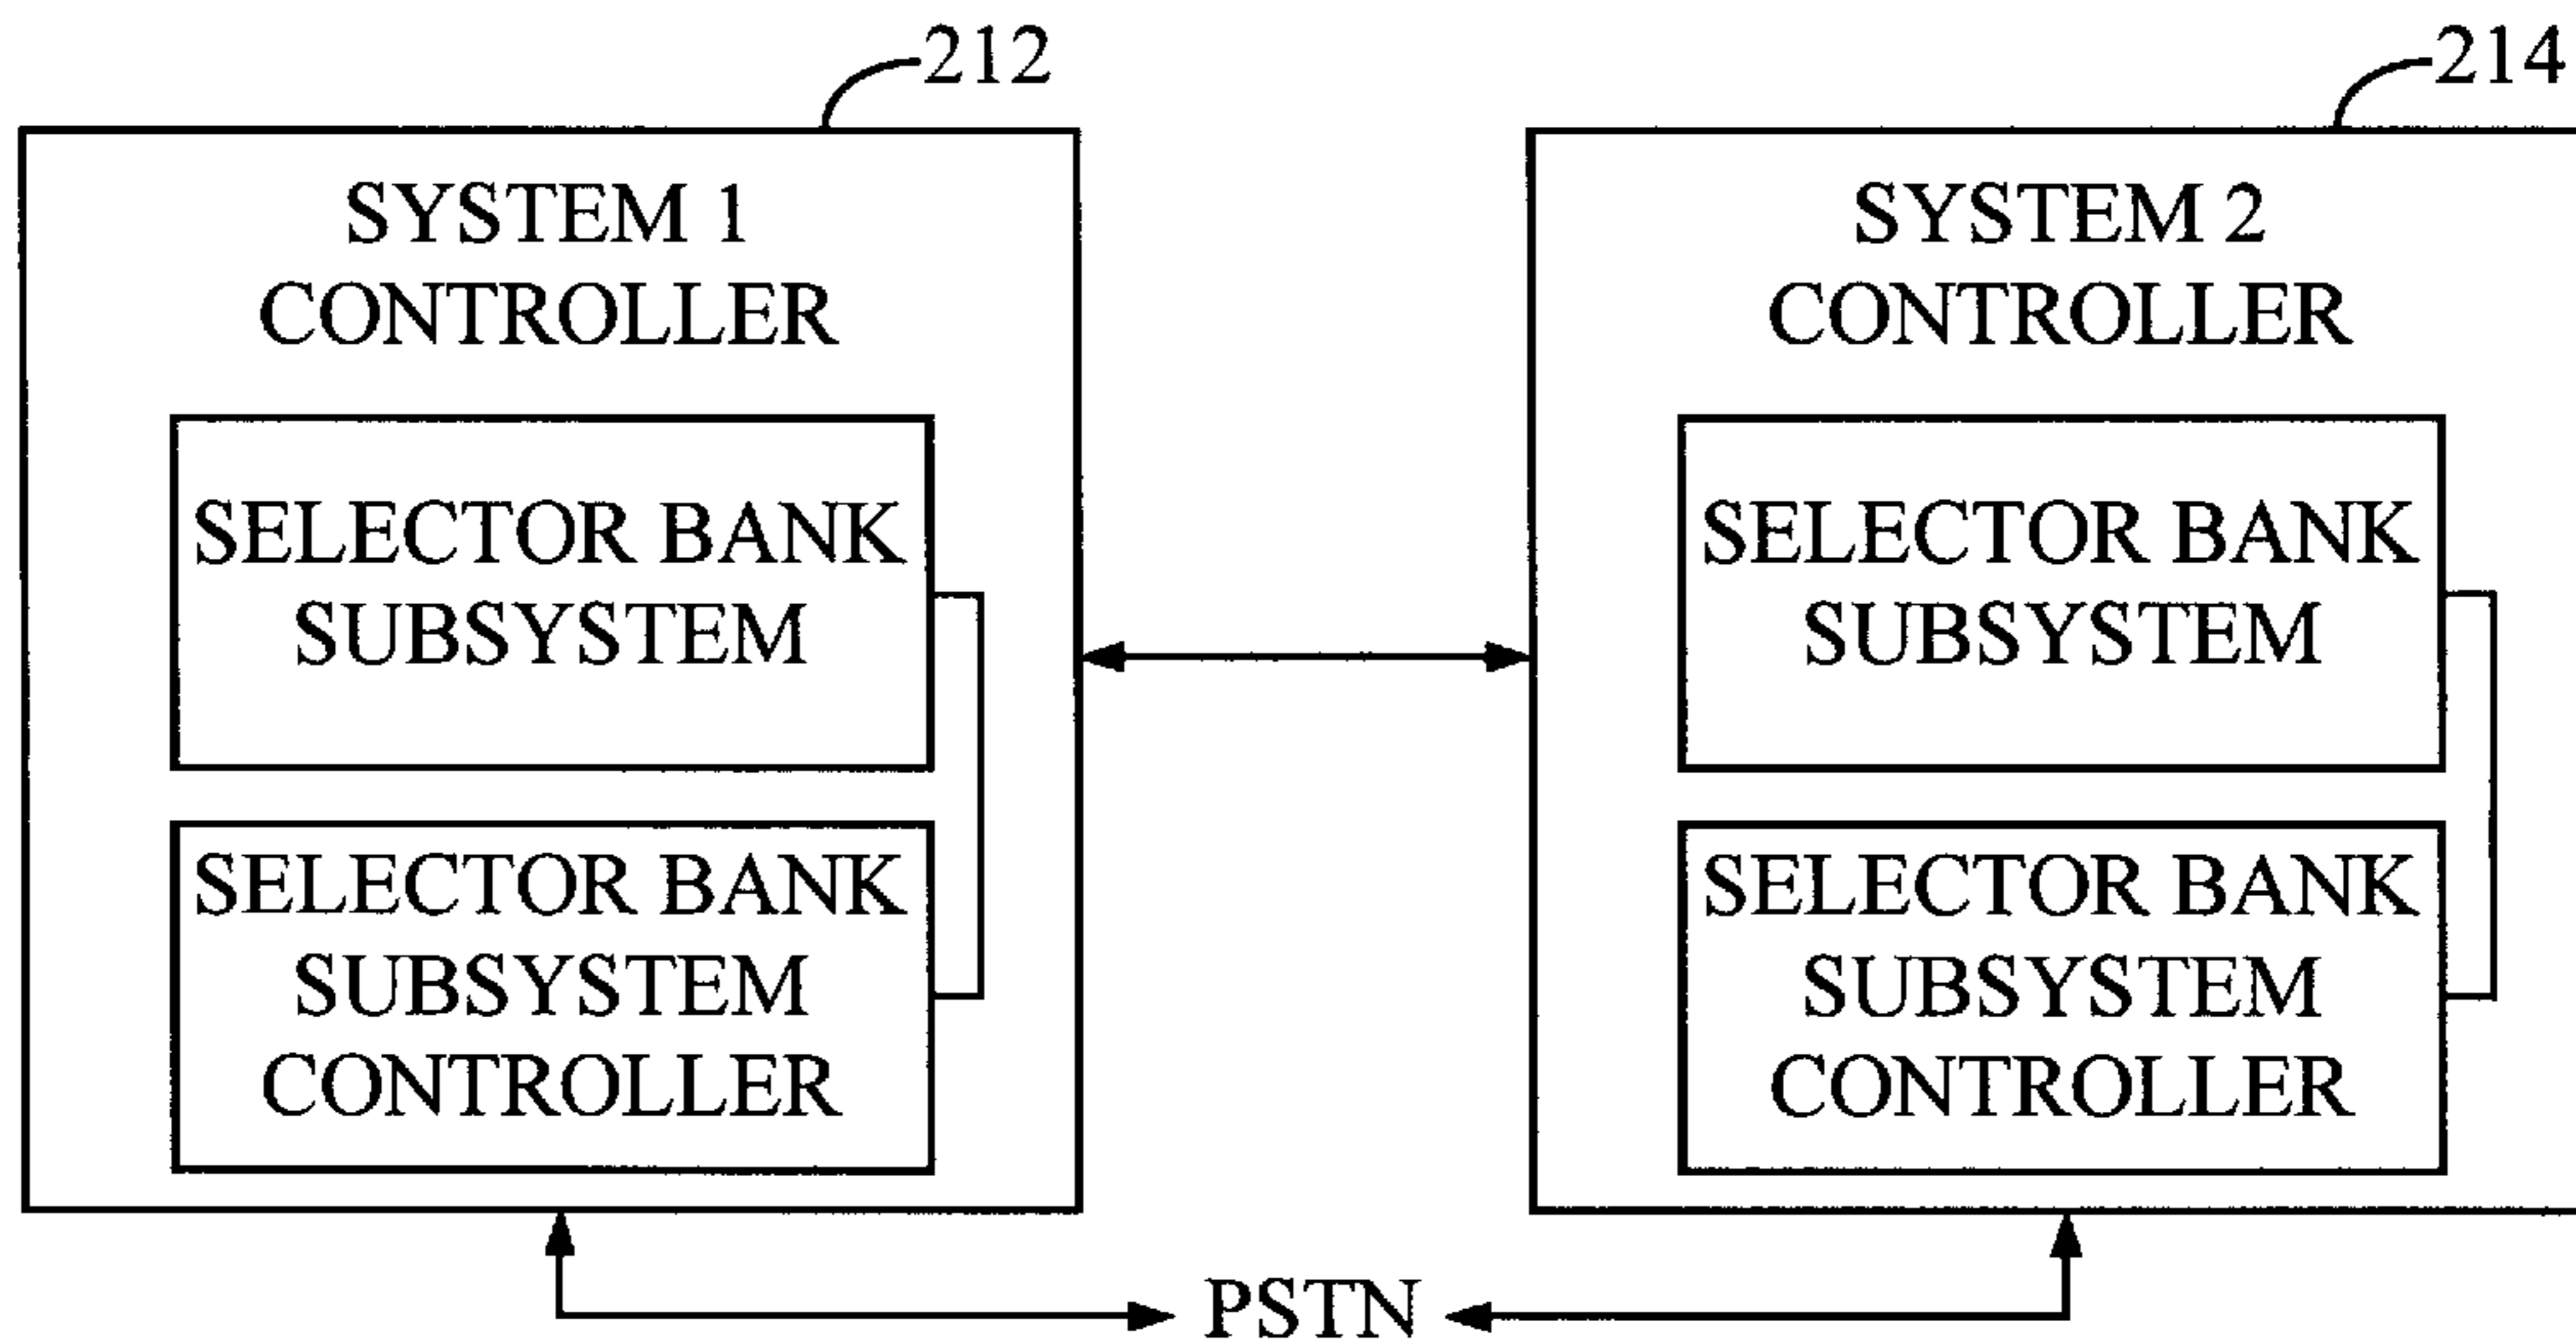 212
214
SYSTEM 1
CONTROLLER
SELECTOR BANK
SUBSYSTEM
SELECTOR BANK
SUBSYSTEM
CONTROLLER
SYSTEM 2
CONTROLLER
SELECTOR BANK
SUBSYSTEM
SELECTOR BANK
SUBSYSTEM
CONTROLLER
PSTN